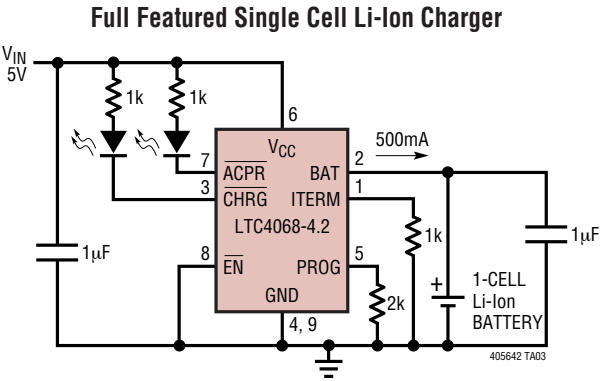 Full Featured Single Cell Li-Ion Charger
VIN
5V
1k
1k
6
VCC
500mA
7
ACPR
BAT
2
3
CHRG
ITERM
1
LTC4068-4.2
1μF
1k
1μF
8
EN
PROG
5
2k
GND
4, 9
+
1-CELL
Li-Ion
BATTERY
405642 TA03